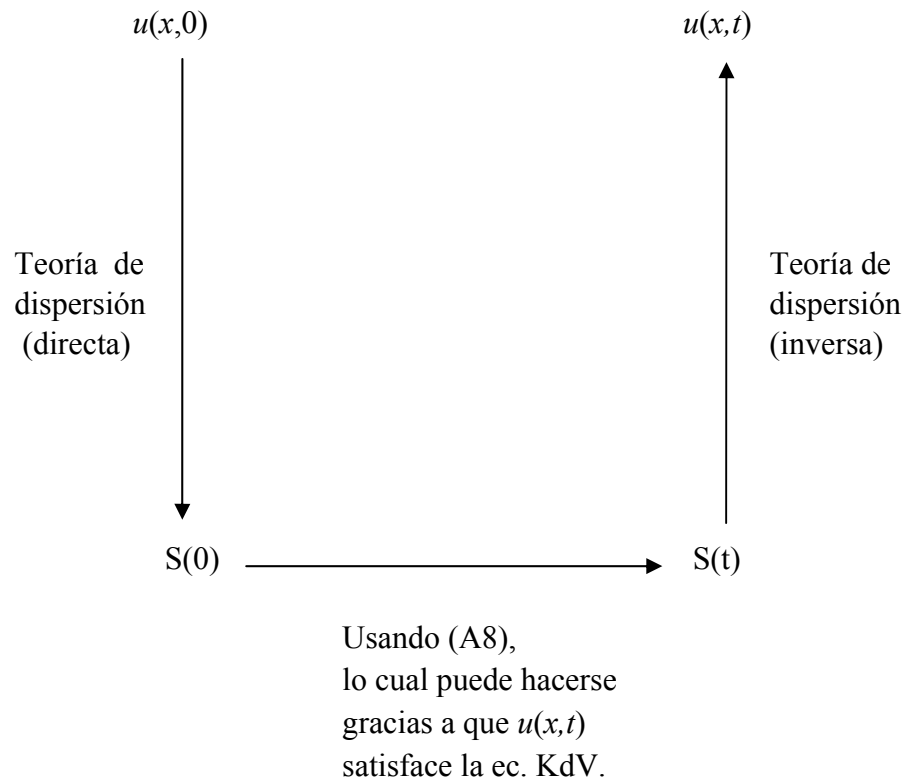 u(x,0)
u(x,t)
Teoría de
dispersión
(directa)
Teoría de
dispersión
(inversa)
S(0)
S(t)
Usando (A8),
lo cual puede hacerse
gracias a que u(x,t)
satisface la ec. KdV.